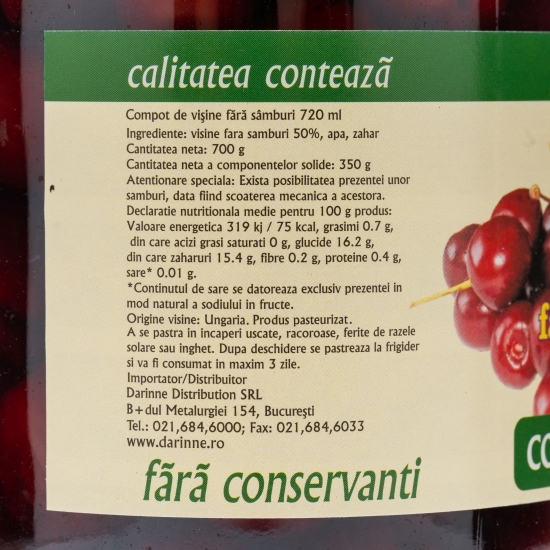 calitatea contează
Compot de vişine fără sâmburi 720 ml
Ingrediente: visine fara samburi 50%, apa, zahar
Cantitatea neta: 700 g
Cantitatea neta a componentelor solide: 350 g
Atentionare speciala: Exista posibilitatea prezentei unor
samburi, data fiind scoaterea mecanica a acestora.
Declaratie nutritionala medie pentru 100 g produs:
Valoare energetica 319 kj / 75 kcal, grasimi 0.7 g,
din care acizi grasi saturati 0 g, glucide 16.2 g,
din care zaharuri 15.4 g, fibre 0.2 g, proteine 0.4 g,
sare* 0.01 g.
*Continutul de sare se datoreaza exclusiv prezentei in
mod natural a sodiului in fructe.
Origine visine: Ungaria. Produs pasteurizat.
A se pastra in incaperi uscate, racoroase, ferite de razele
solare sau inghet. Dupa deschidere se pastreaza la frigider
si va fi consumat in maxim 3 zile.
Importator/Distribuitor
Darinne Distribution SRL
B+dul Metalurgiei 154, Bucureşti
Tel.: 021,684,6000; Fax: 021,684,6033
www.darinne.ro
fără conservanti